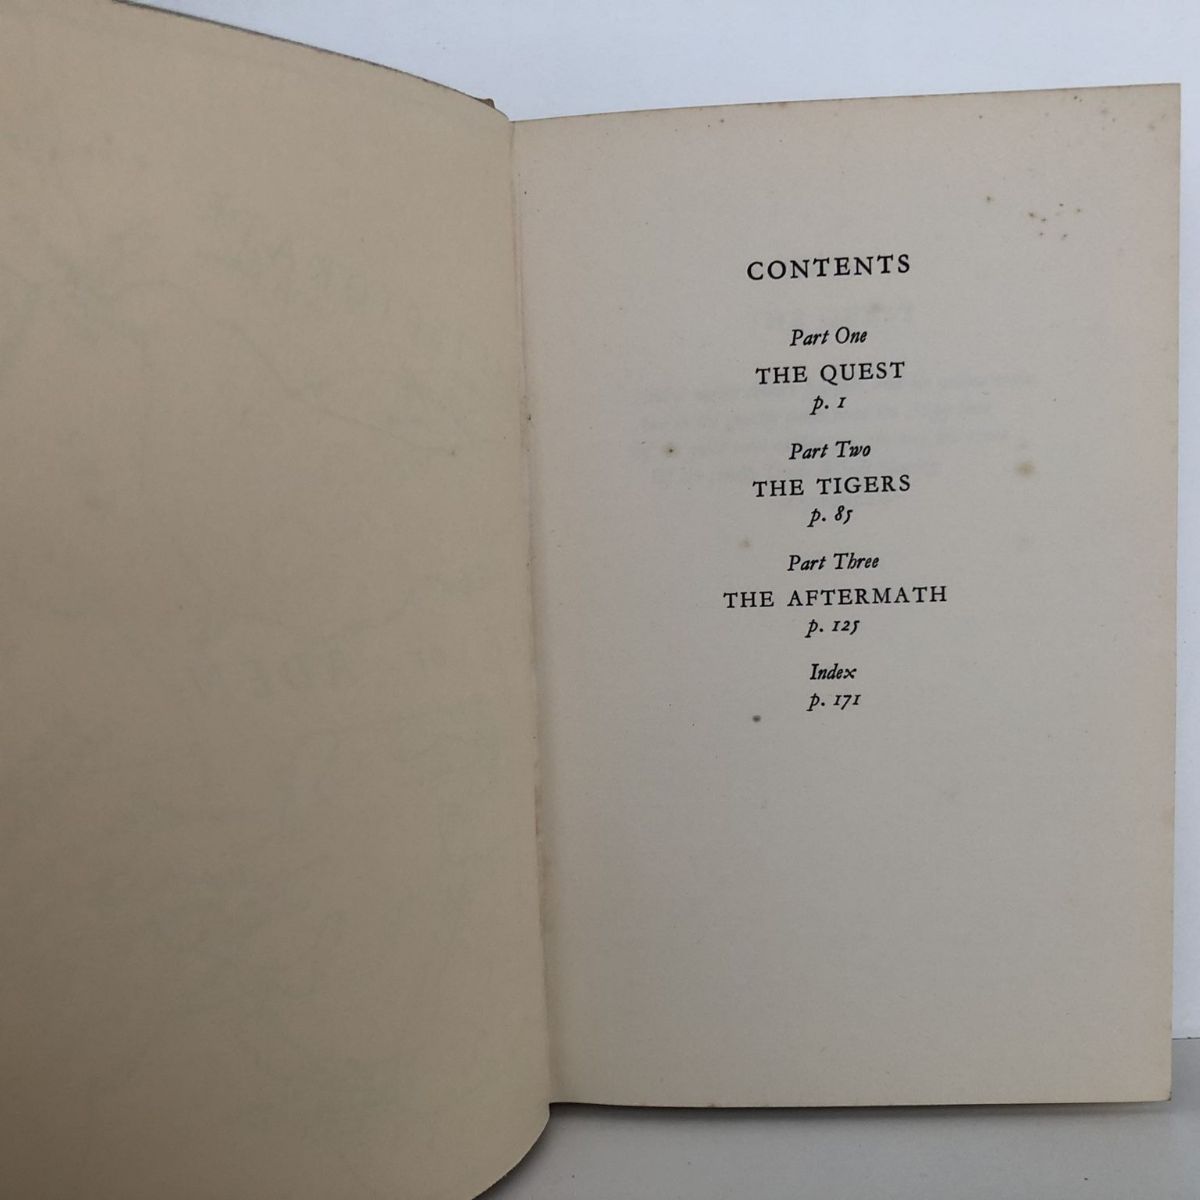 CONTENTS
Part One
THE QUEST
p. 1
Part Two
THE TIGERS
p. 85
Part Three
THE AFTERMATH
p. 125
Index
p. 171